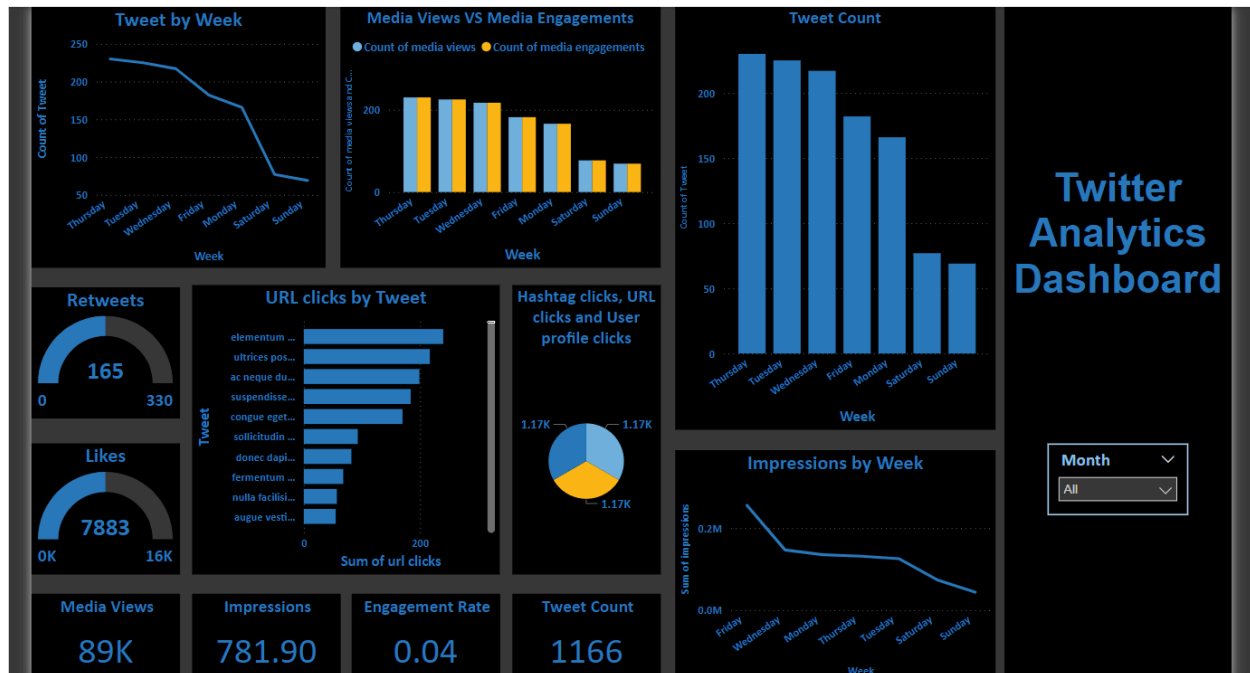 Tweet by Week
250
200
150
100
50
Count of Tweet
Thursday
Tuesday
Wednesday
Friday
Monday
Saturday
Sunday
Week
Media Views VS Media Engagements
Count of media views
Count of media engagements
Count of media views and C...
200
0
Thursday
Tuesday
Wednesday
Friday
Monday
Saturday
Sunday
Week
Tweet Count
200
150
100
50
0
Count of Tweet
Thursday
Tuesday
Wednesday
Friday
Monday
Saturday
Sunday
Week
Twitter
Analytics
Dashboard
Retweets
165
0
330
URL clicks by Tweet
Tweet
elementum ...
ultrices pos...
ac neque du...
suspendisse...
congue eget...
sollicitudin ...
donec dapi...
fermentum ...
nulla facilisi...
augue vesti...
0
200
Sum of url clicks
Hashtag clicks, URL
clicks and User
profile clicks
1.17K
1.17K
1.17K
Likes
7883
0K
16K
Impressions by Week
0.2M
0.0M
Sum of impressions
Friday
Wednesday
Monday
Thursday
Tuesday
Saturday
Sunday
Week
Month
All
Media Views
89K
Impressions
781.90
Engagement Rate
0.04
Tweet Count
1166